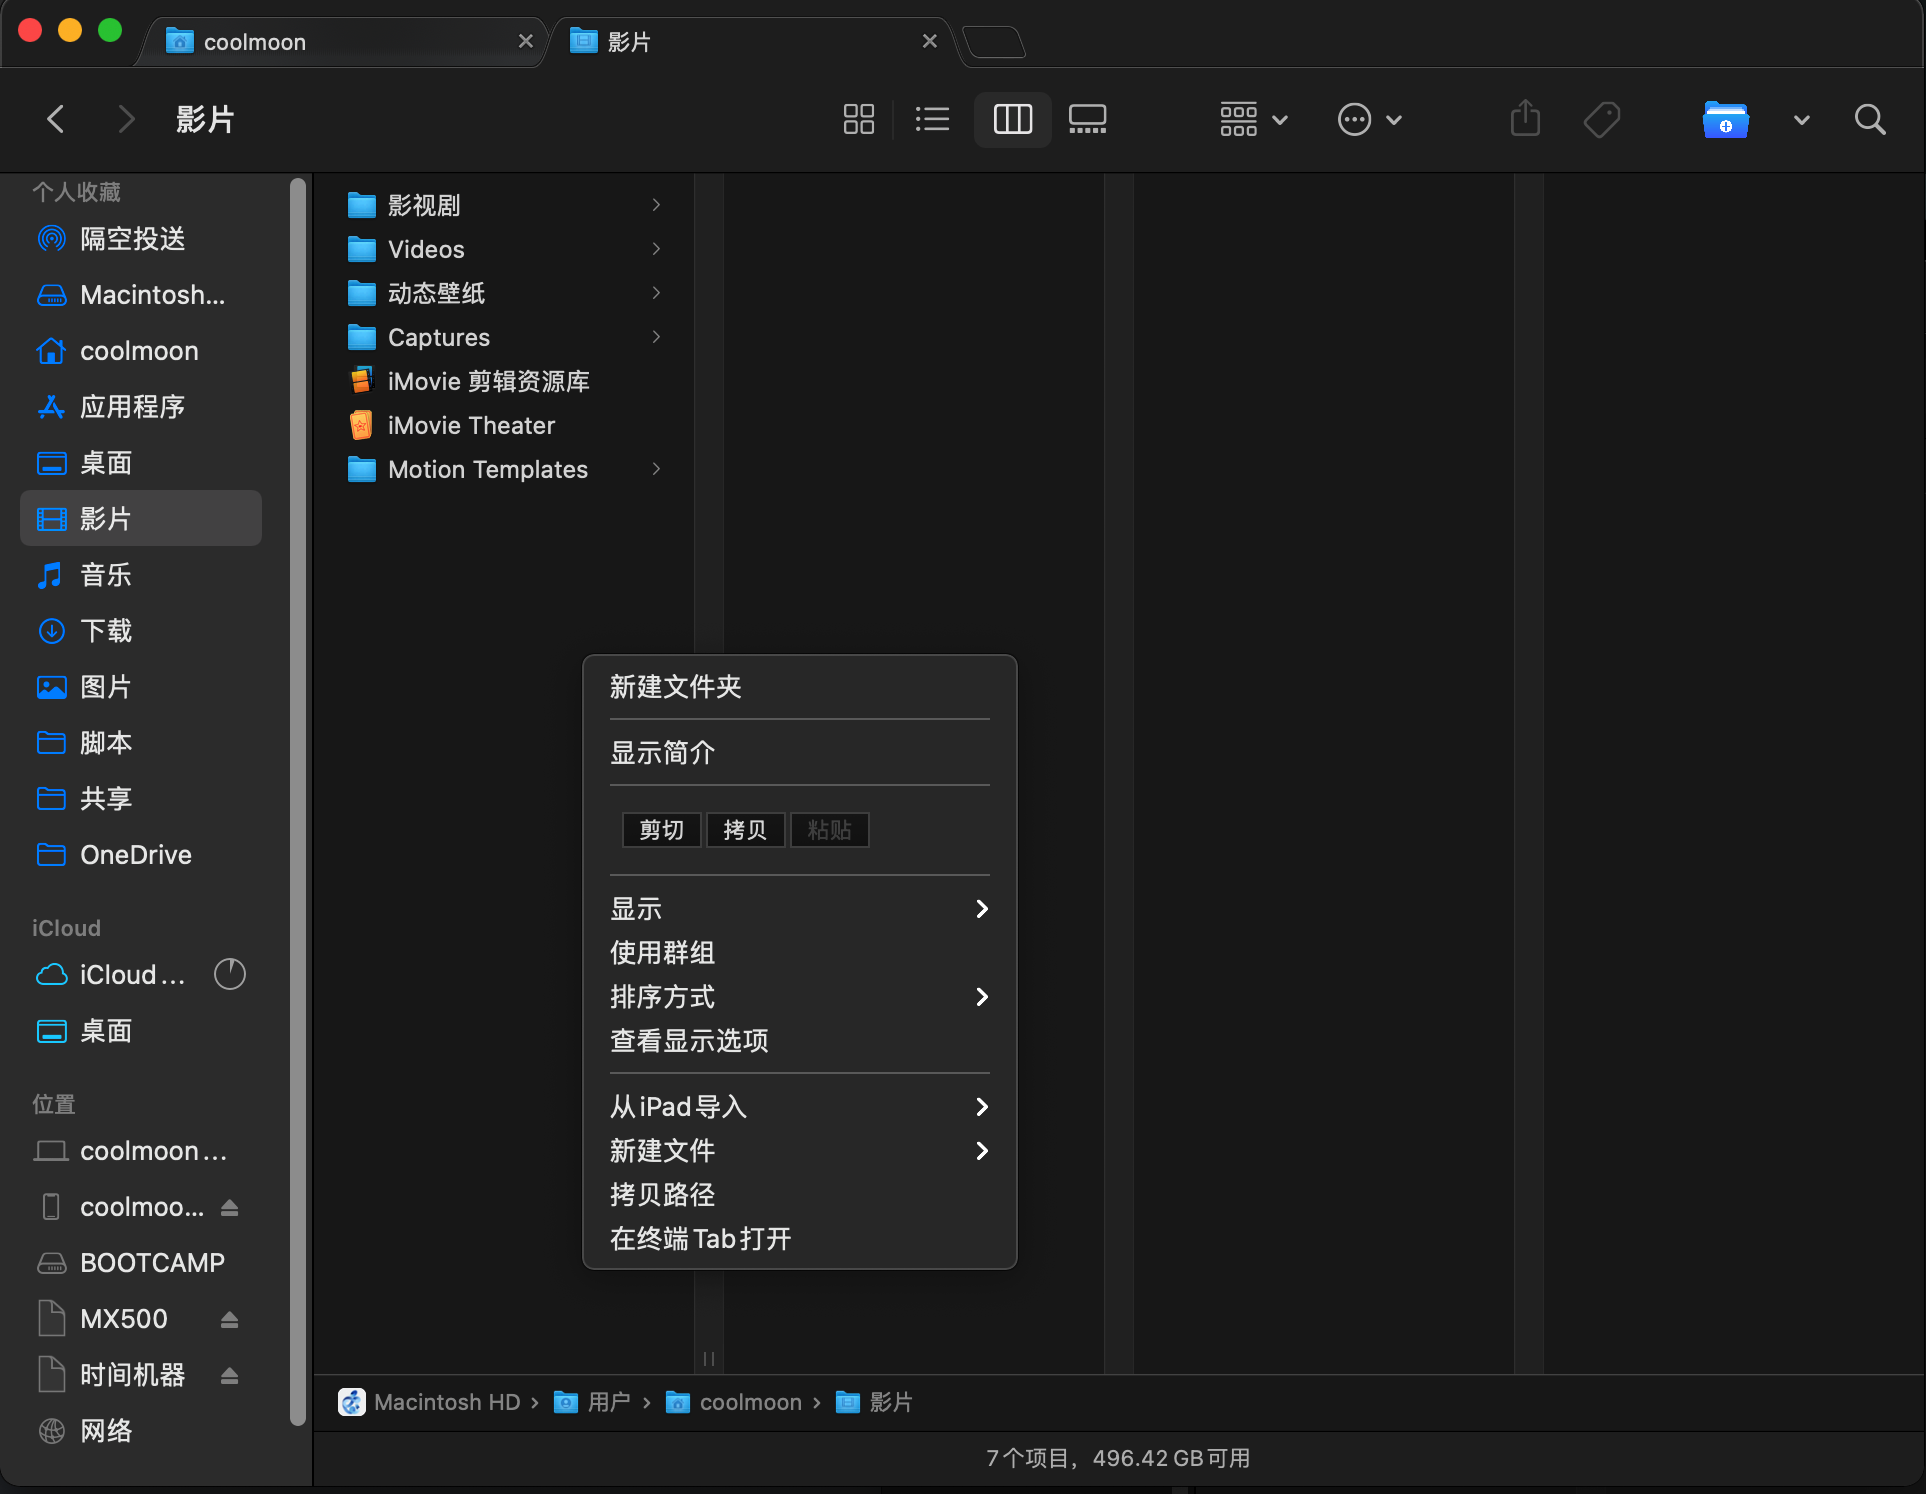 coolmoon
影片
影片
个人收藏
隔空投送
Macintosh...
coolmoon
应用程序
桌面
影片
音乐
下载
图片
脚本
共享
OneDrive
iCloud
iCloud...
桌面
位置
coolmoon...
coolmoo...
BOOTCAMP
MX500
时间机器
网络
影视剧
Videos
动态壁纸
Captures
iMovie 剪辑资源库
iMovie Theater
Motion Templates
新建文件夹
显示简介
剪切 拷贝 粘贴
显示
使用群组
排序方式
查看显示选项
从iPad导入
新建文件
拷贝路径
在终端Tab打开
Macintosh HD › 用户 › coolmoon › 影片
7个项目，496.42 GB可用